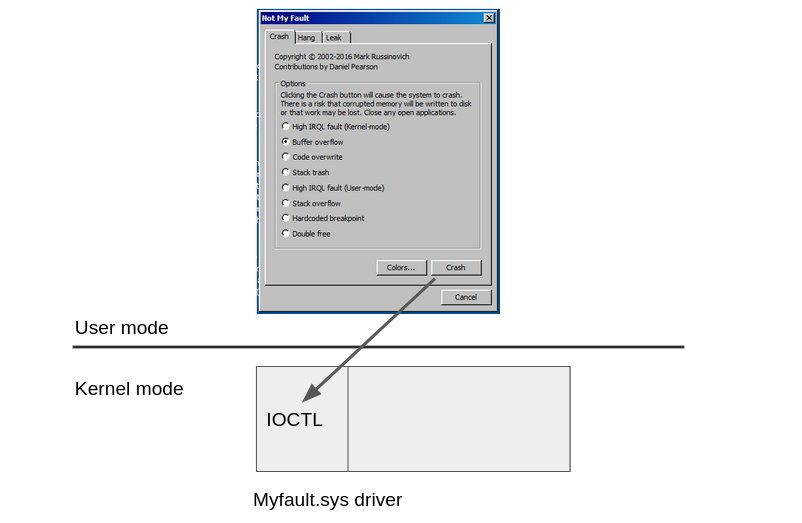 Not My Fault
Crash Hang Leak
Copyright © 2002-2016 Mark Russinovich
Contributions by Daniel Pearson
Options
Clicking the Crash button will cause the system to crash.
There is a risk that corrupted memory will be written to disk
or that work may be lost. Close any open applications.
High IRQL fault (Kernel-mode)
Buffer overflow
Code overwrite
Stack trash
High IRQL fault (User-mode)
Stack overflow
Hardcoded breakpoint
Double free
Colors... Crash
Cancel
User mode
Kernel mode
IOCTL
Myfault.sys driver